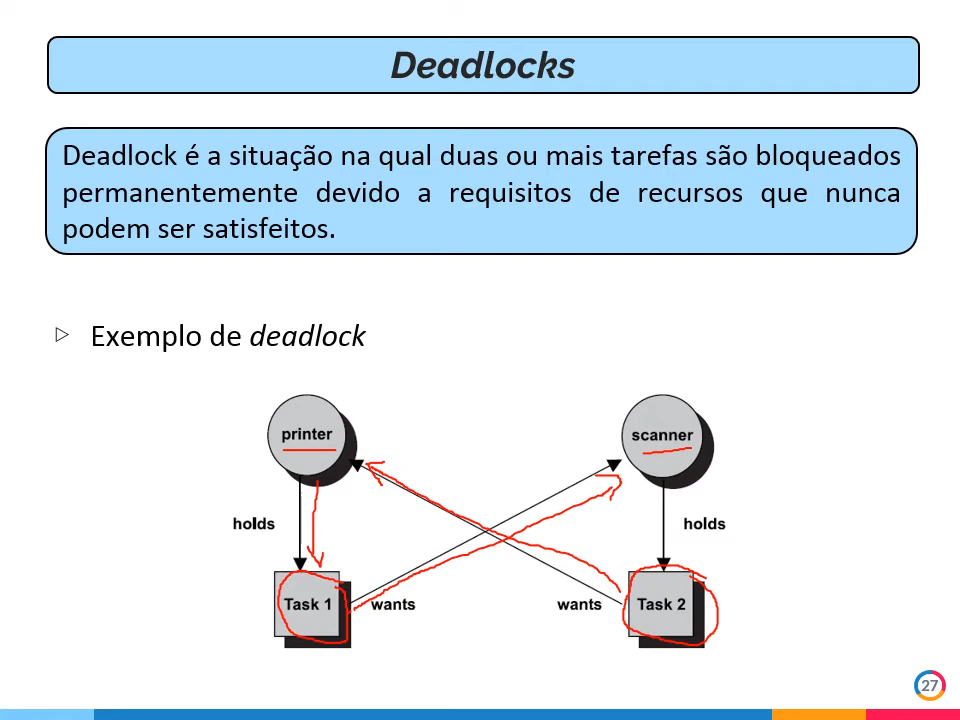 Deadlocks
Deadlock é a situação na qual duas ou mais tarefas são bloqueados
permanentemente devido a requisitos de recursos que nunca
podem ser satisfeitos.
Exemplo de deadlock
printer
scanner
holds
holds
Task 1
wants
wants
Task 2
27